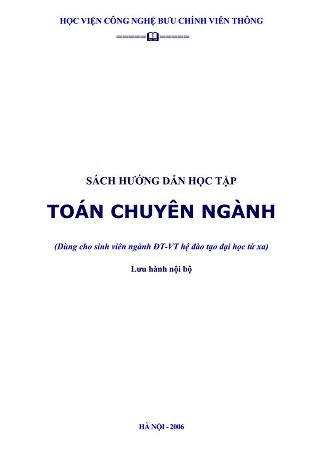 HỌC VIỆN CÔNG NGHỆ BƯU CHÍNH VIỄN THÔNG
SÁCH HƯỚNG DẪN HỌC TẬP
TOÁN CHUYÊN NGÀNH
(Dùng cho sinh viên ngành ĐT-VT hệ đào tạo đại học từ xa)
Lưu hành nội bộ
HÀ NỘI - 2006